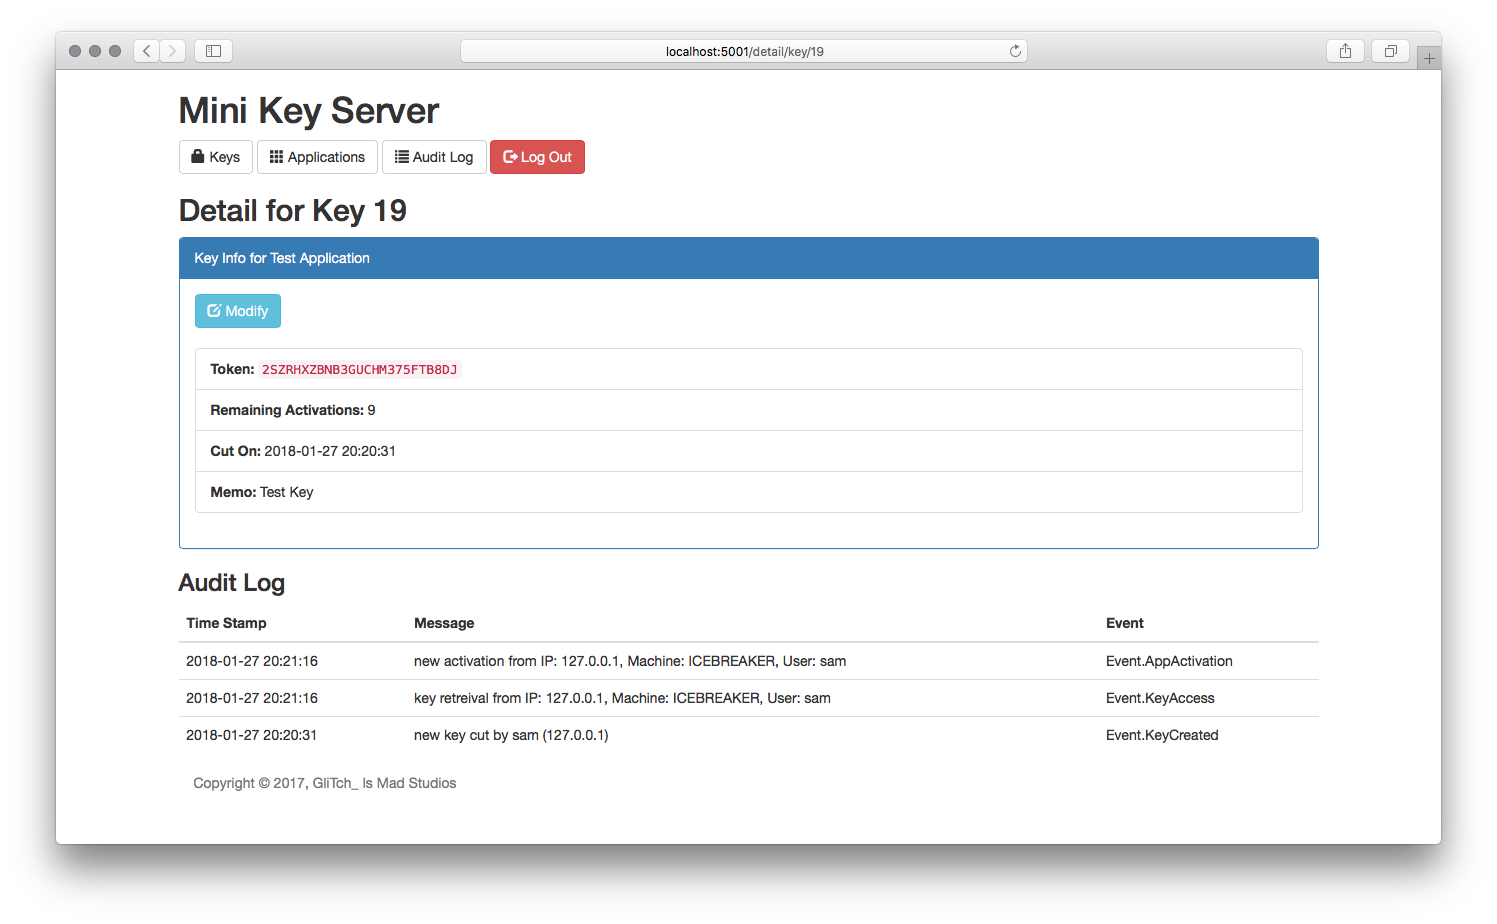 localhost:5001/detail/key/19
Mini Key Server
Keys Applications Audit Log Log Out
Detail for Key 19
Key Info for Test Application
Modify
Token: 2SZRHXZBNB3GUCHM375FTB8DJ
Remaining Activations: 9
Cut On: 2018-01-27 20:20:31
Memo: Test Key
Audit Log
Time Stamp Message Event
2018-01-27 20:21:16 new activation from IP: 127.0.0.1, Machine: ICEBREAKER, User: sam Event.AppActivation
2018-01-27 20:21:16 key retreival from IP: 127.0.0.1, Machine: ICEBREAKER, User: sam Event.KeyAccess
2018-01-27 20:20:31 new key cut by sam (127.0.0.1) Event.KeyCreated
Copyright © 2017, GliTch_ Is Mad Studios